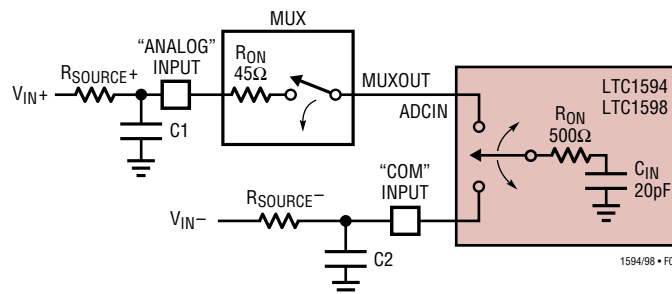 MUX
"ANALOG"
INPUT
RON
45Ω
RSOURCE+
VIN+
C1
MUXOUT
ADCIN
LTC1594
LTC1598
RON
500Ω
CIN
20pF
"COM"
INPUT
RSOURCE−
VIN−
C2
1594/98 •